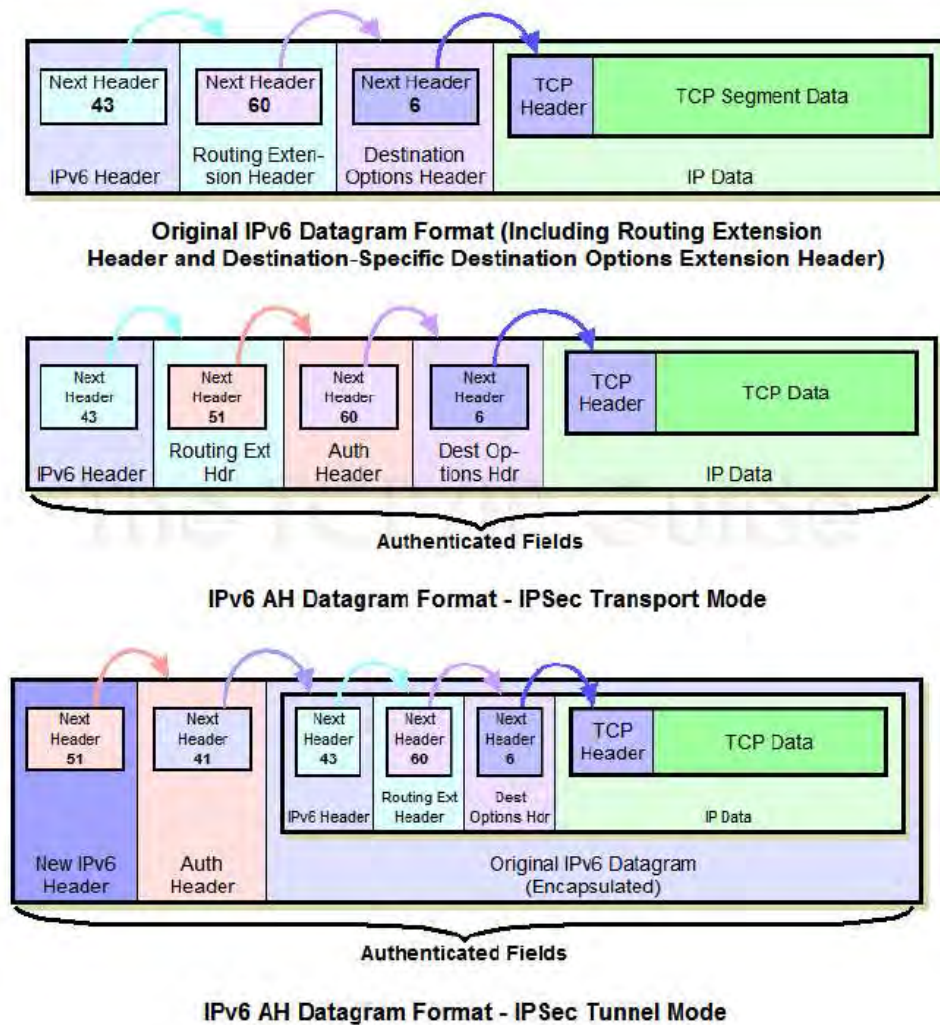 Next Header
43
IPv6 Header
Next Header
60
Routing Exten-
sion Header
Next Header
6
Destination
Options Header
TCP
Header
TCP Segment Data
IP Data
Original IPv6 Datagram Format (Including Routing Extension
Header and Destination-Specific Destination Options Extension Header)
Next
Header
43
IPv6 Header
Next
Header
51
Routing Ext
Hdr
Next
Header
60
Auth
Header
Next
Header
6
Dest Op-
tions Hdr
TCP
Header
TCP Data
IP Data
Authenticated Fields
IPv6 AH Datagram Format - IPSec Transport Mode
Next
Header
51
New IPv6
Header
Next
Header
41
Auth
Header
Next
Header
43
IPv6 Header
Next
Header
60
Routing Ext
Header
Next
Header
6
Dest
Options Hdr
TCP
Header
TCP Data
IP Data
Original IPv6 Datagram
(Encapsulated)
Authenticated Fields
IPv6 AH Datagram Format - IPSec Tunnel Mode